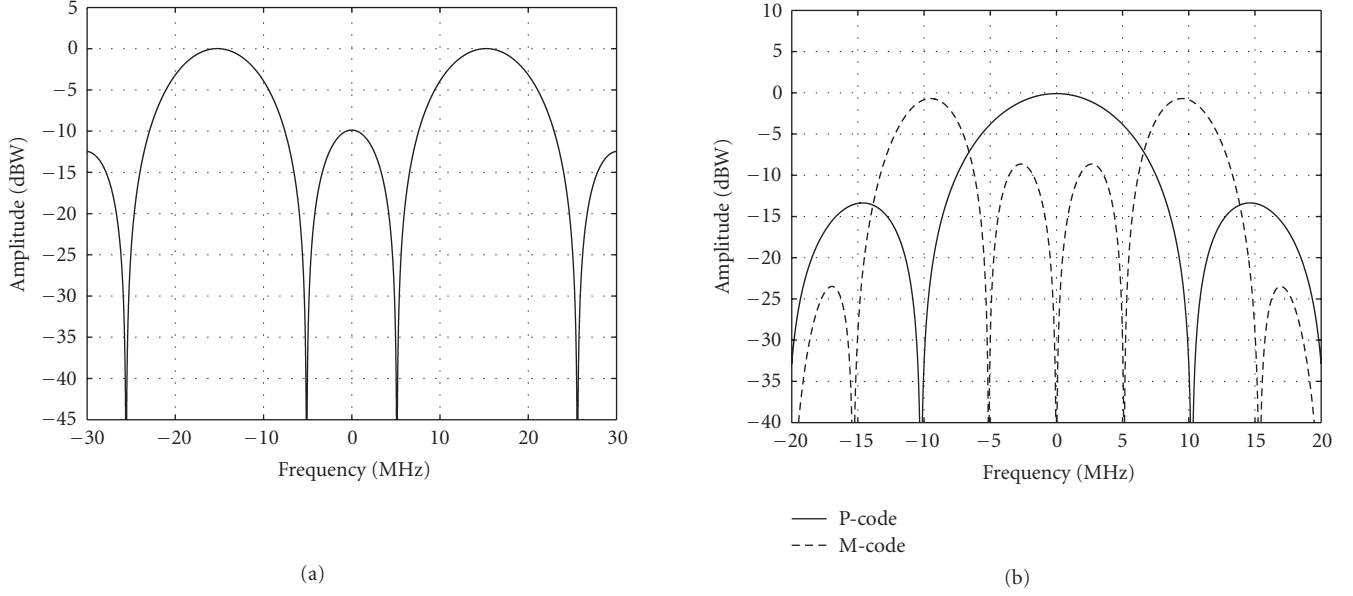 5
0
−5
−10
−15
−20
−25
−30
−35
−40
−45
Amplitude (dBW)
−30 −20 −10 0 10 20 30
Frequency (MHz)
(a)
10
5
0
−5
−10
−15
−20
−25
−30
−35
−40
Amplitude (dBW)
−20 −15 −10 −5 0 5 10 15 20
Frequency (MHz)
P-code
M-code
(b)